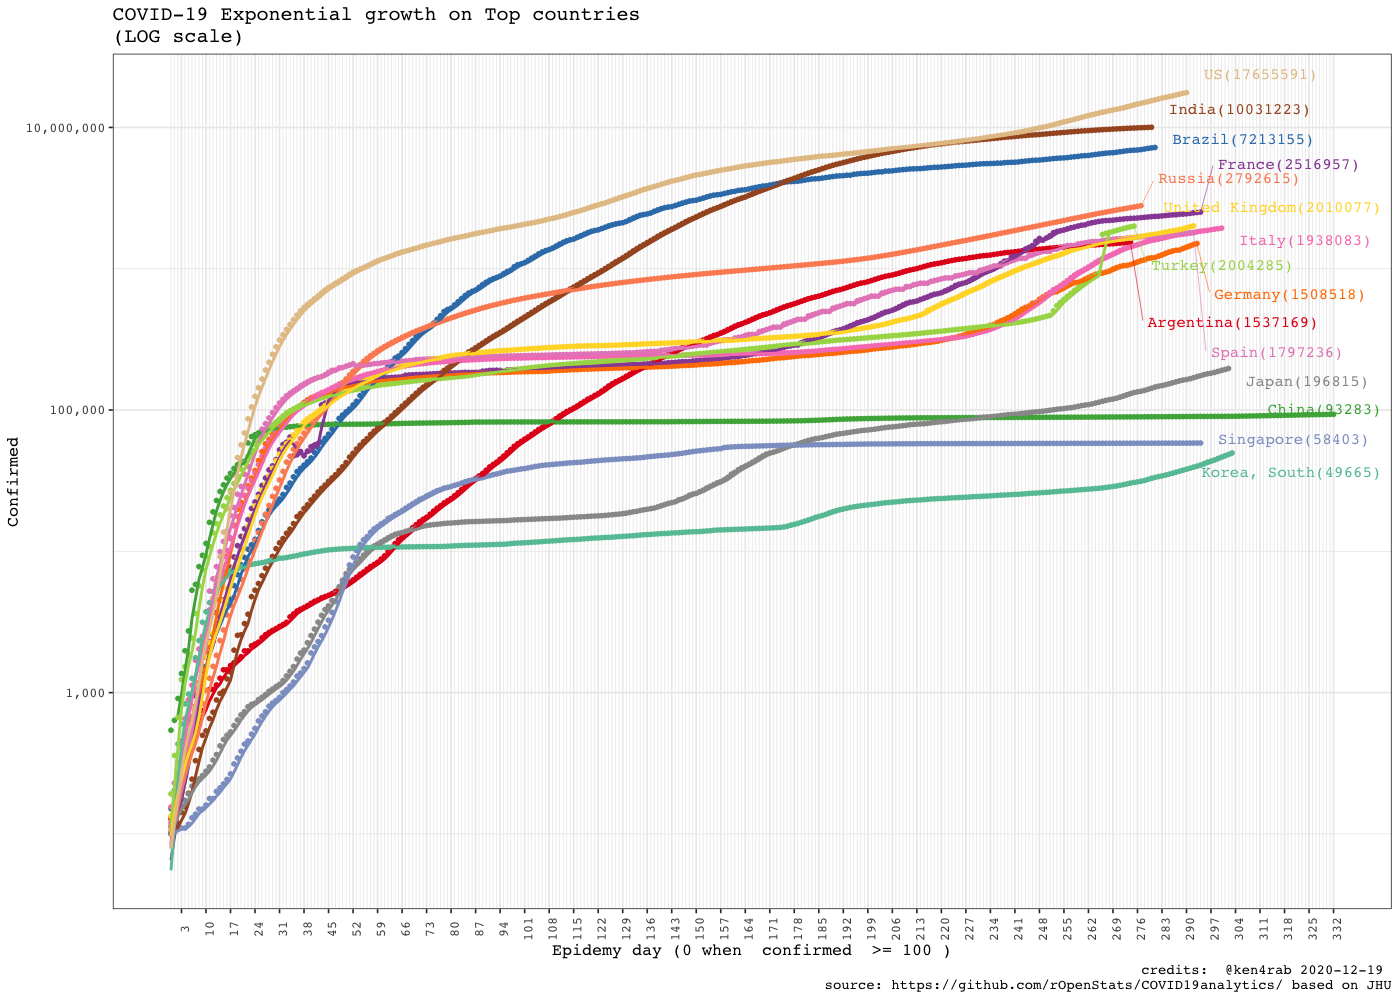 COVID-19 Exponential growth on Top countries
(LOG scale)
US(17655591)
India(10031223)
10,000,000
Brazil(7213155)
France(2516957)
Russia(2792615)
United Kingdom(2010077)
Italy(1938083)
Turkey(2004285)
Germany(1508518)
Argentina(1537169)
Spain(1797236)
Japan(196815)
100,000
China(93283)
Singapore(58403)
Korea, South(49665)
Confirmed
1,000
3 10 17 24 31 38 45 52 59 66 73 80 87 94 101 108 115 122 129 136 143 150 157 164 171 178 185 192 199 206 213 220 227 234 241 248 255 262 269 276 283 290 297 304 311 318 325 332
Epidemy day (0 when  confirmed  >= 100 )
credits:  @ken4rab 2020-12-19
source: https://github.com/rOpenStats/COVID19analytics/ based on JHU